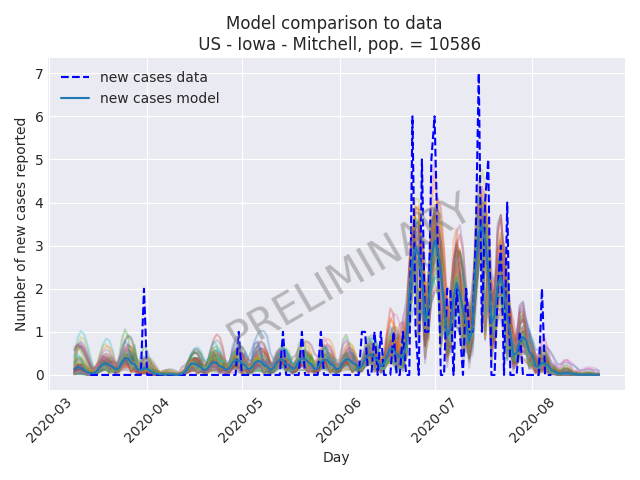 Model comparison to data
US - Iowa - Mitchell, pop. = 10586
new cases data
new cases model
PRELIMINARY
Number of new cases reported
7
6
5
4
3
2
1
0
2020-03
2020-04
2020-05
2020-06
2020-07
2020-08
Day